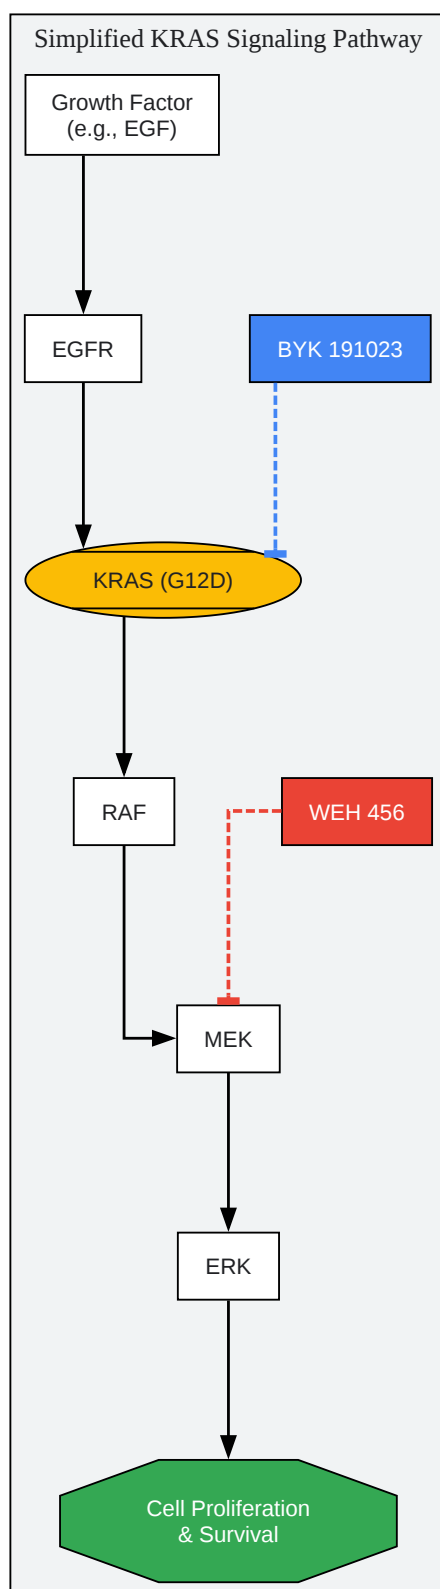 Simplified KRAS Signaling Pathway
Growth Factor
(e.g., EGF)
EGFR
BYK 191023
KRAS (G12D)
RAF
WEH 456
MEK
ERK
Cell Proliferation
& Survival